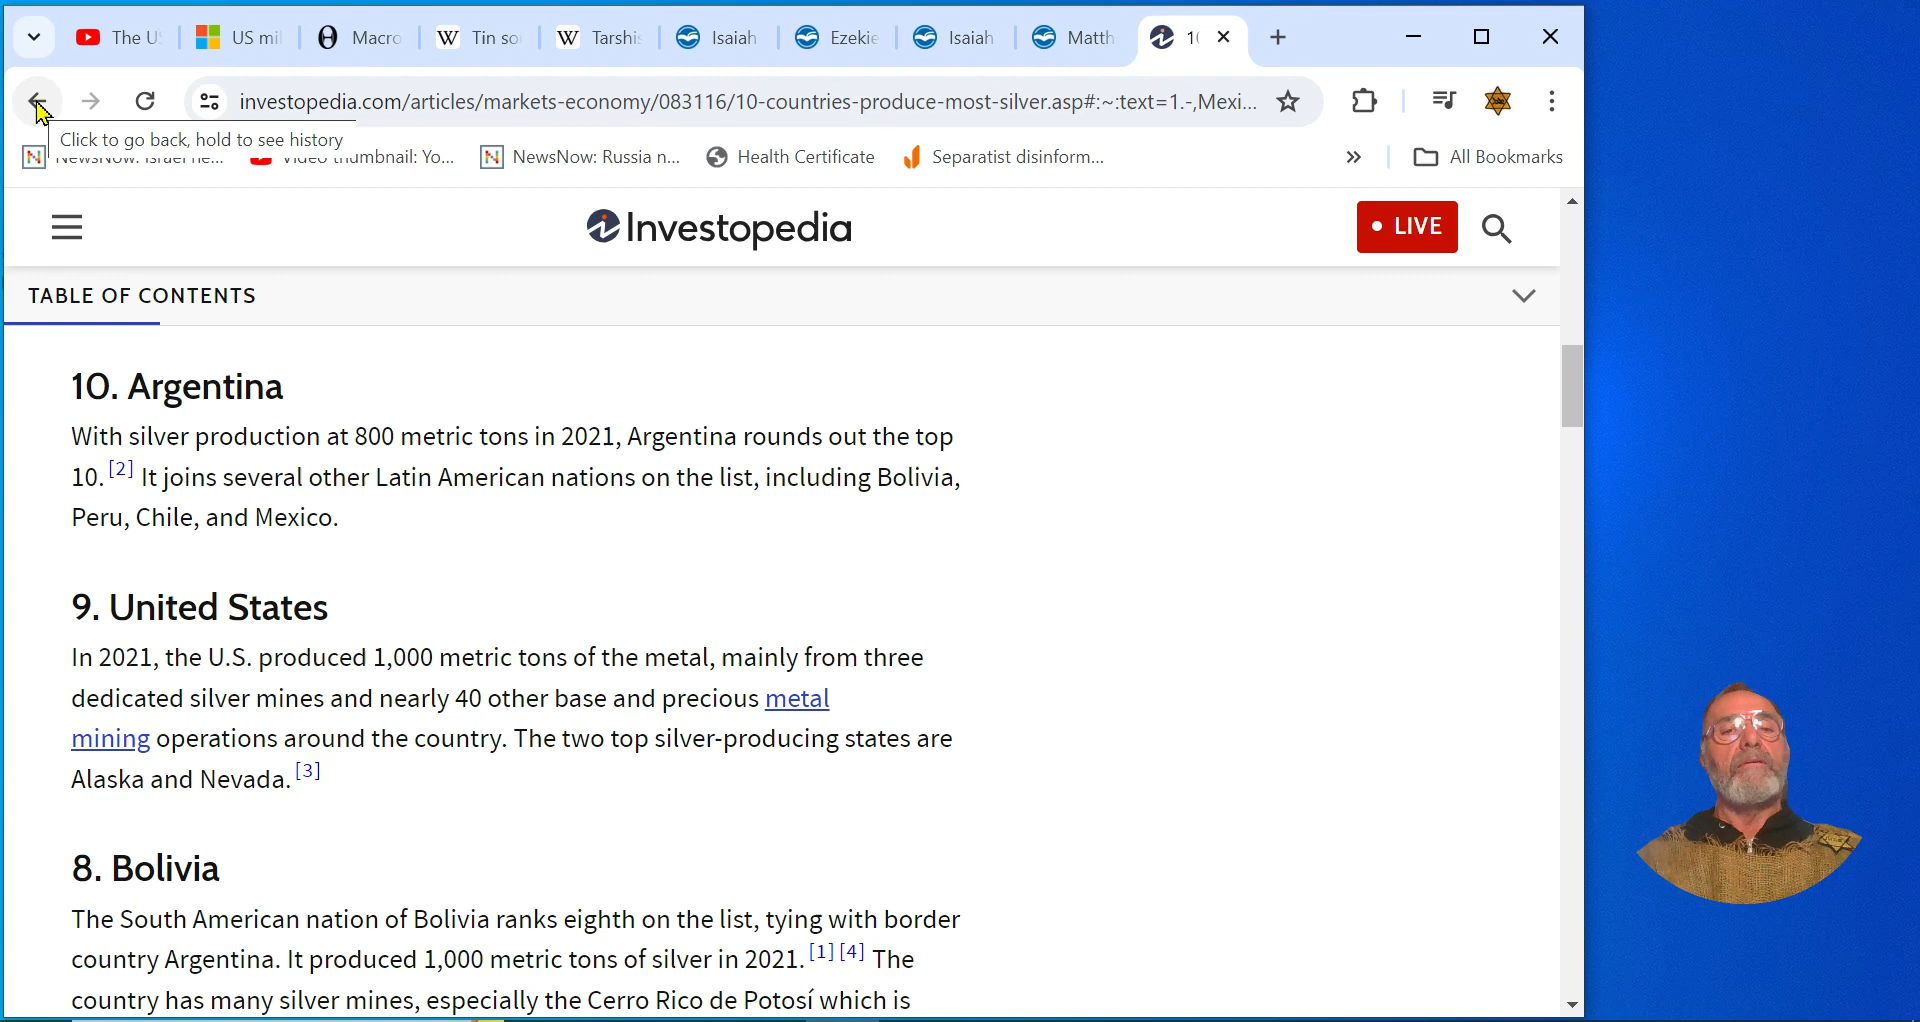 The U
US mil
Macro
Tin so
Tarshis
Isaiah
Ezekie
Isaiah
Matth
investopedia.com/articles/markets-economy/083116/10-countries-produce-most-silver.asp#:~:text=1.-,Mexi...
Click to go back, hold to see history
NewsNow: Israel ne...
Video thumbnail: Yo...
NewsNow: Russia n...
Health Certificate
Separatist disinform...
All Bookmarks
Investopedia
LIVE
TABLE OF CONTENTS
10. Argentina
With silver production at 800 metric tons in 2021, Argentina rounds out the top
10. [2] It joins several other Latin American nations on the list, including Bolivia,
Peru, Chile, and Mexico.
9. United States
In 2021, the U.S. produced 1,000 metric tons of the metal, mainly from three
dedicated silver mines and nearly 40 other base and precious metal
mining operations around the country. The two top silver-producing states are
Alaska and Nevada. [3]
8. Bolivia
The South American nation of Bolivia ranks eighth on the list, tying with border
country Argentina. It produced 1,000 metric tons of silver in 2021. [1] [4] The
country has many silver mines, especially the Cerro Rico de Potosí which is